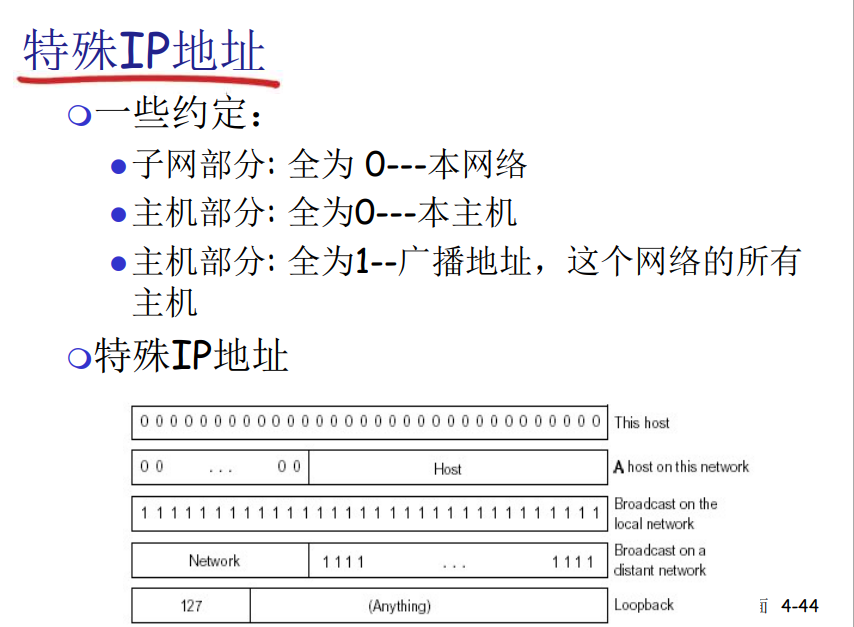 特殊IP地址
一些约定：
子网部分: 全为 0---本网络
主机部分: 全为0---本主机
主机部分: 全为1--广播地址，这个网络的所有
主机
特殊IP地址
0 0 0 0 0 0 0 0 0 0 0 0 0 0 0 0 0 0 0 0 0 0 0 0 0 0 0 0 0 0 0 0 This host
0 0 ... 0 0 Host A host on this network
1 1 1 1 1 1 1 1 1 1 1 1 1 1 1 1 1 1 1 1 1 1 1 1 1 1 1 1 1 1 1 1 Broadcast on the
local network
Network 1 1 1 1 ... 1 1 1 1 Broadcast on a
distant network
127 (Anything) Loopback
4-44